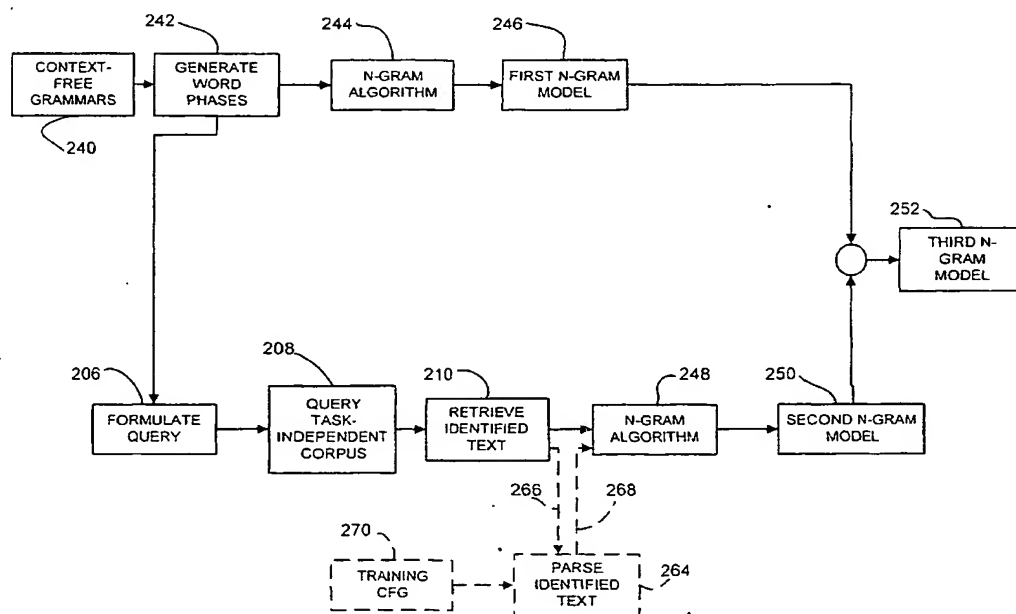 242
244
246
CONTEXT-
FREE
GRAMMARS
GENERATE
WORD
PHASES
N-GRAM
ALGORITHM
FIRST N-GRAM
MODEL
240
252
THIRD N-
GRAM
MODEL
206
208
210
248
250
FORMULATE
QUERY
QUERY
TASK-
INDEPENDENT
CORPUS
RETRIEVE
IDENTIFIED
TEXT
N-GRAM
ALGORITHM
SECOND N-GRAM
MODEL
266
268
270
TRAINING
CFG
PARSE
IDENTIFIED
TEXT
264